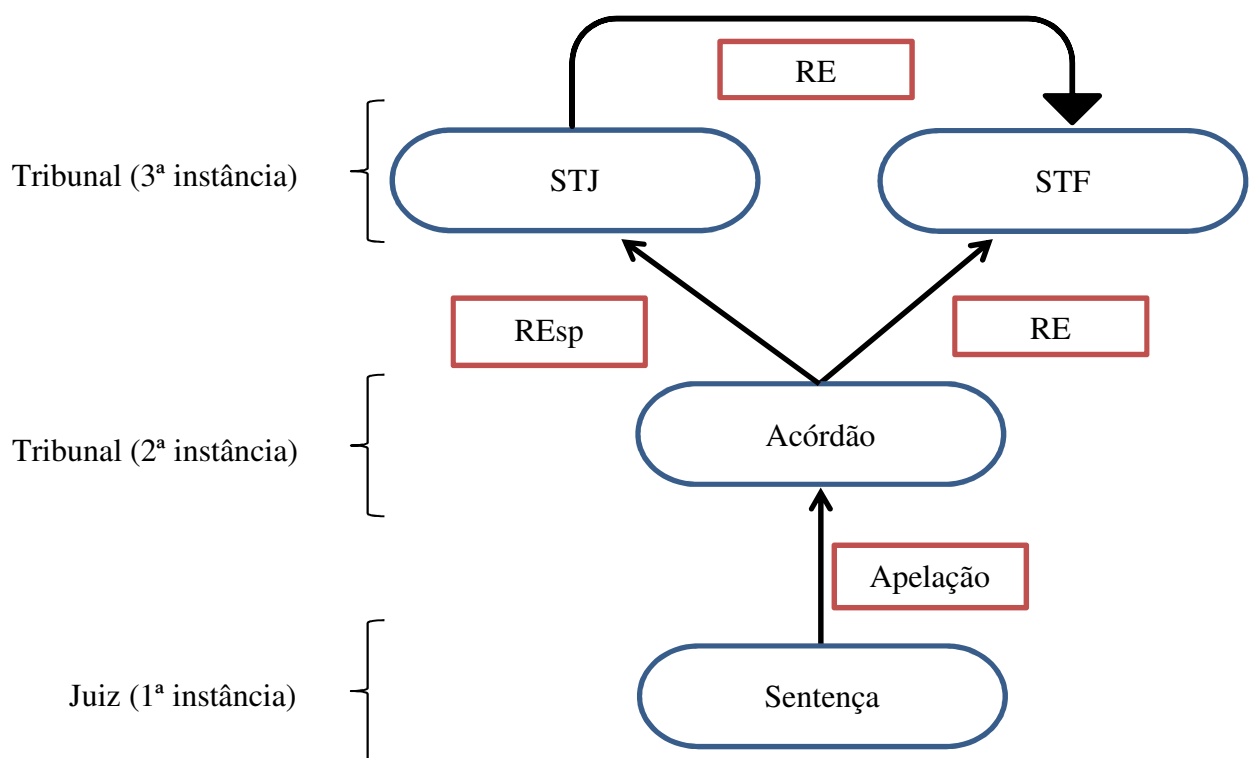 RE
Tribunal (3ª instância)
STJ
STF
REsp
RE
Tribunal (2ª instância)
Acórdão
Apelação
Juiz (1ª instância)
Sentença